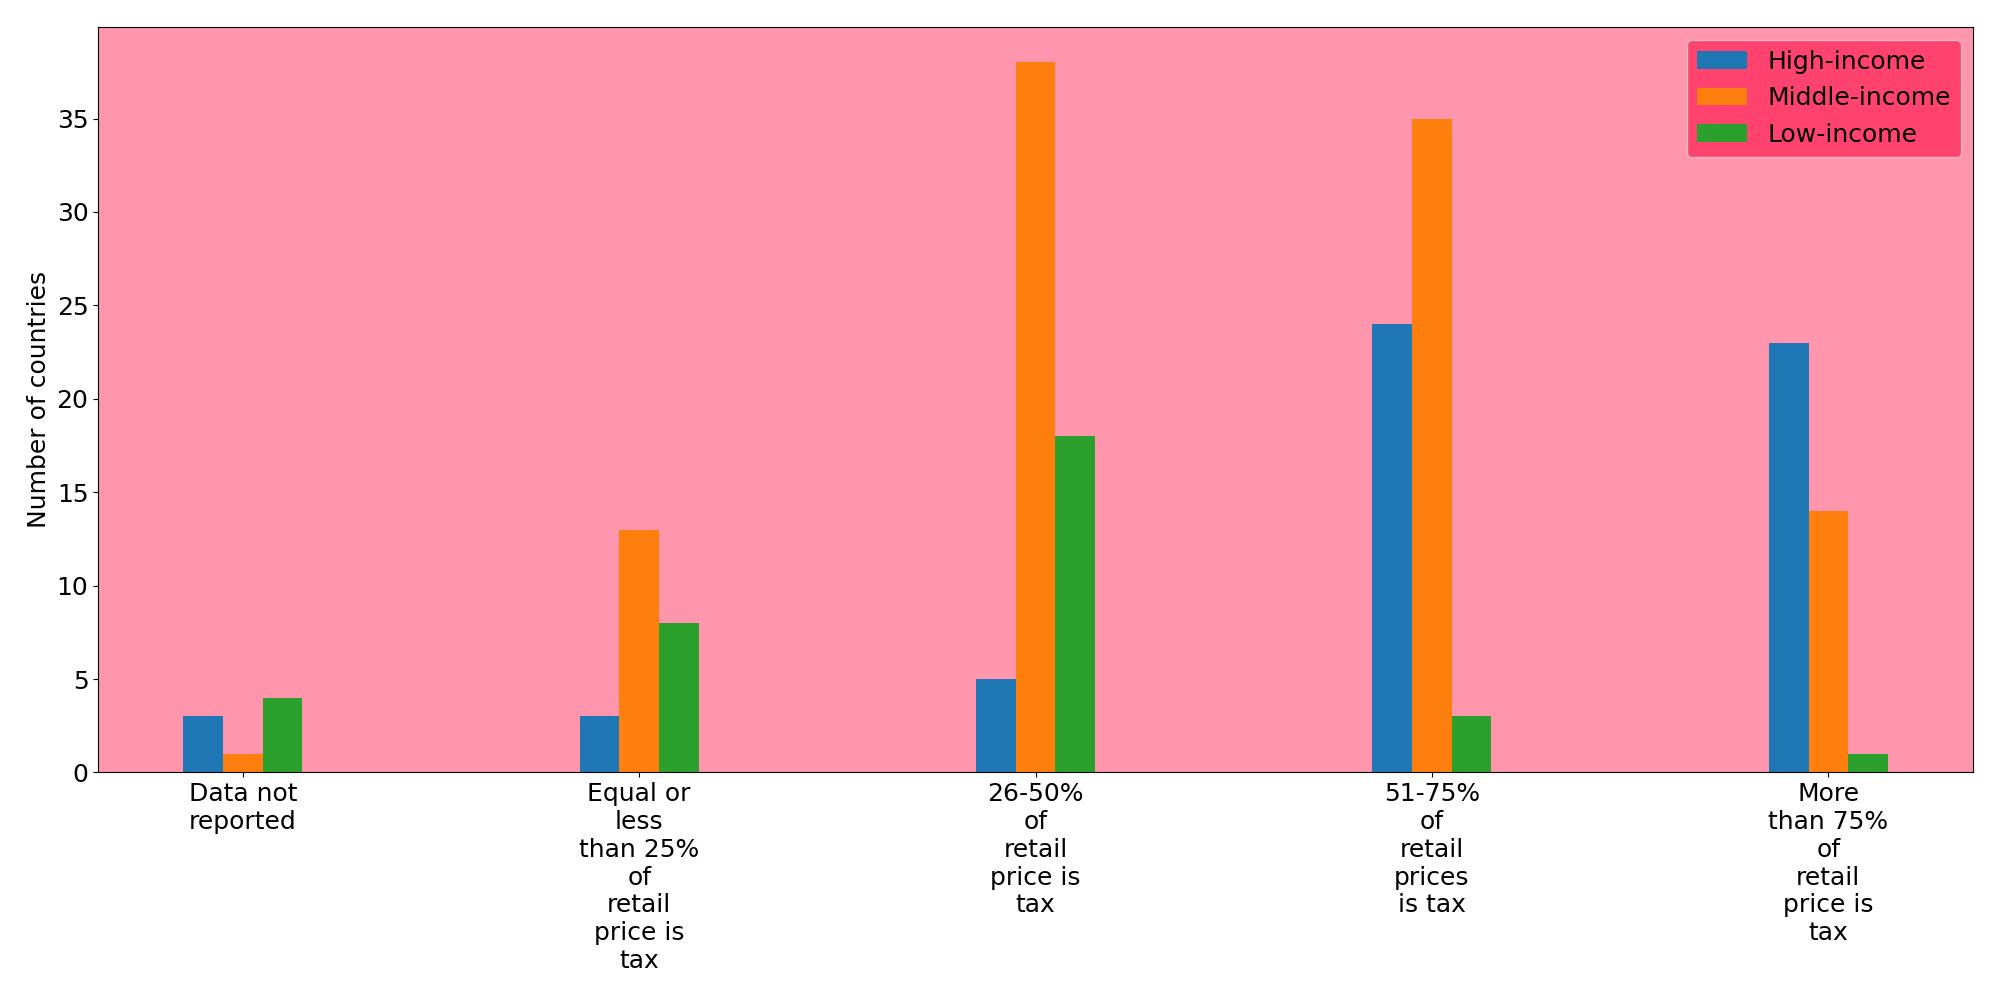 High-income
Middle-income
Low-income
Number of countries
35
30
25
20
15
10
5
0
Data not
reported
Equal or
less
than 25%
of
retail
price is
tax
26-50%
of
retail
price is
tax
51-75%
of
retail
prices
is tax
More
than 75%
of
retail
price is
tax